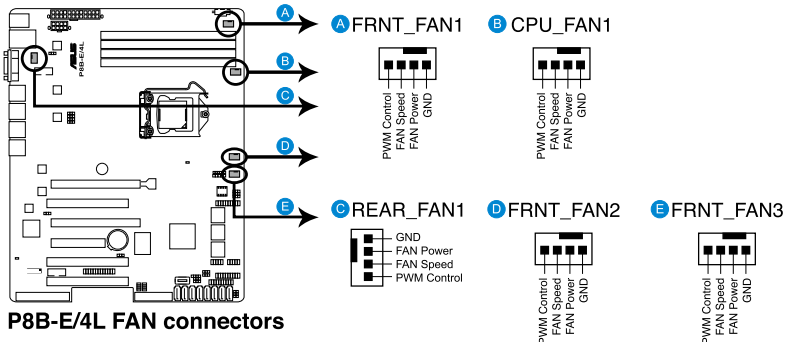 A
A FRNT_FAN1
B CPU_FAN1
ASUS
P8B-E/4L
B
C
PWM Control
FAN Speed
FAN Power
GND
PWM Control
FAN Speed
FAN Power
GND
D
E
C REAR_FAN1
D FRNT_FAN2
E FRNT_FAN3
GND
FAN Power
FAN Speed
PWM Control
PWM Control
FAN Speed
FAN Power
GND
PWM Control
FAN Speed
FAN Power
GND
P8B-E/4L FAN connectors